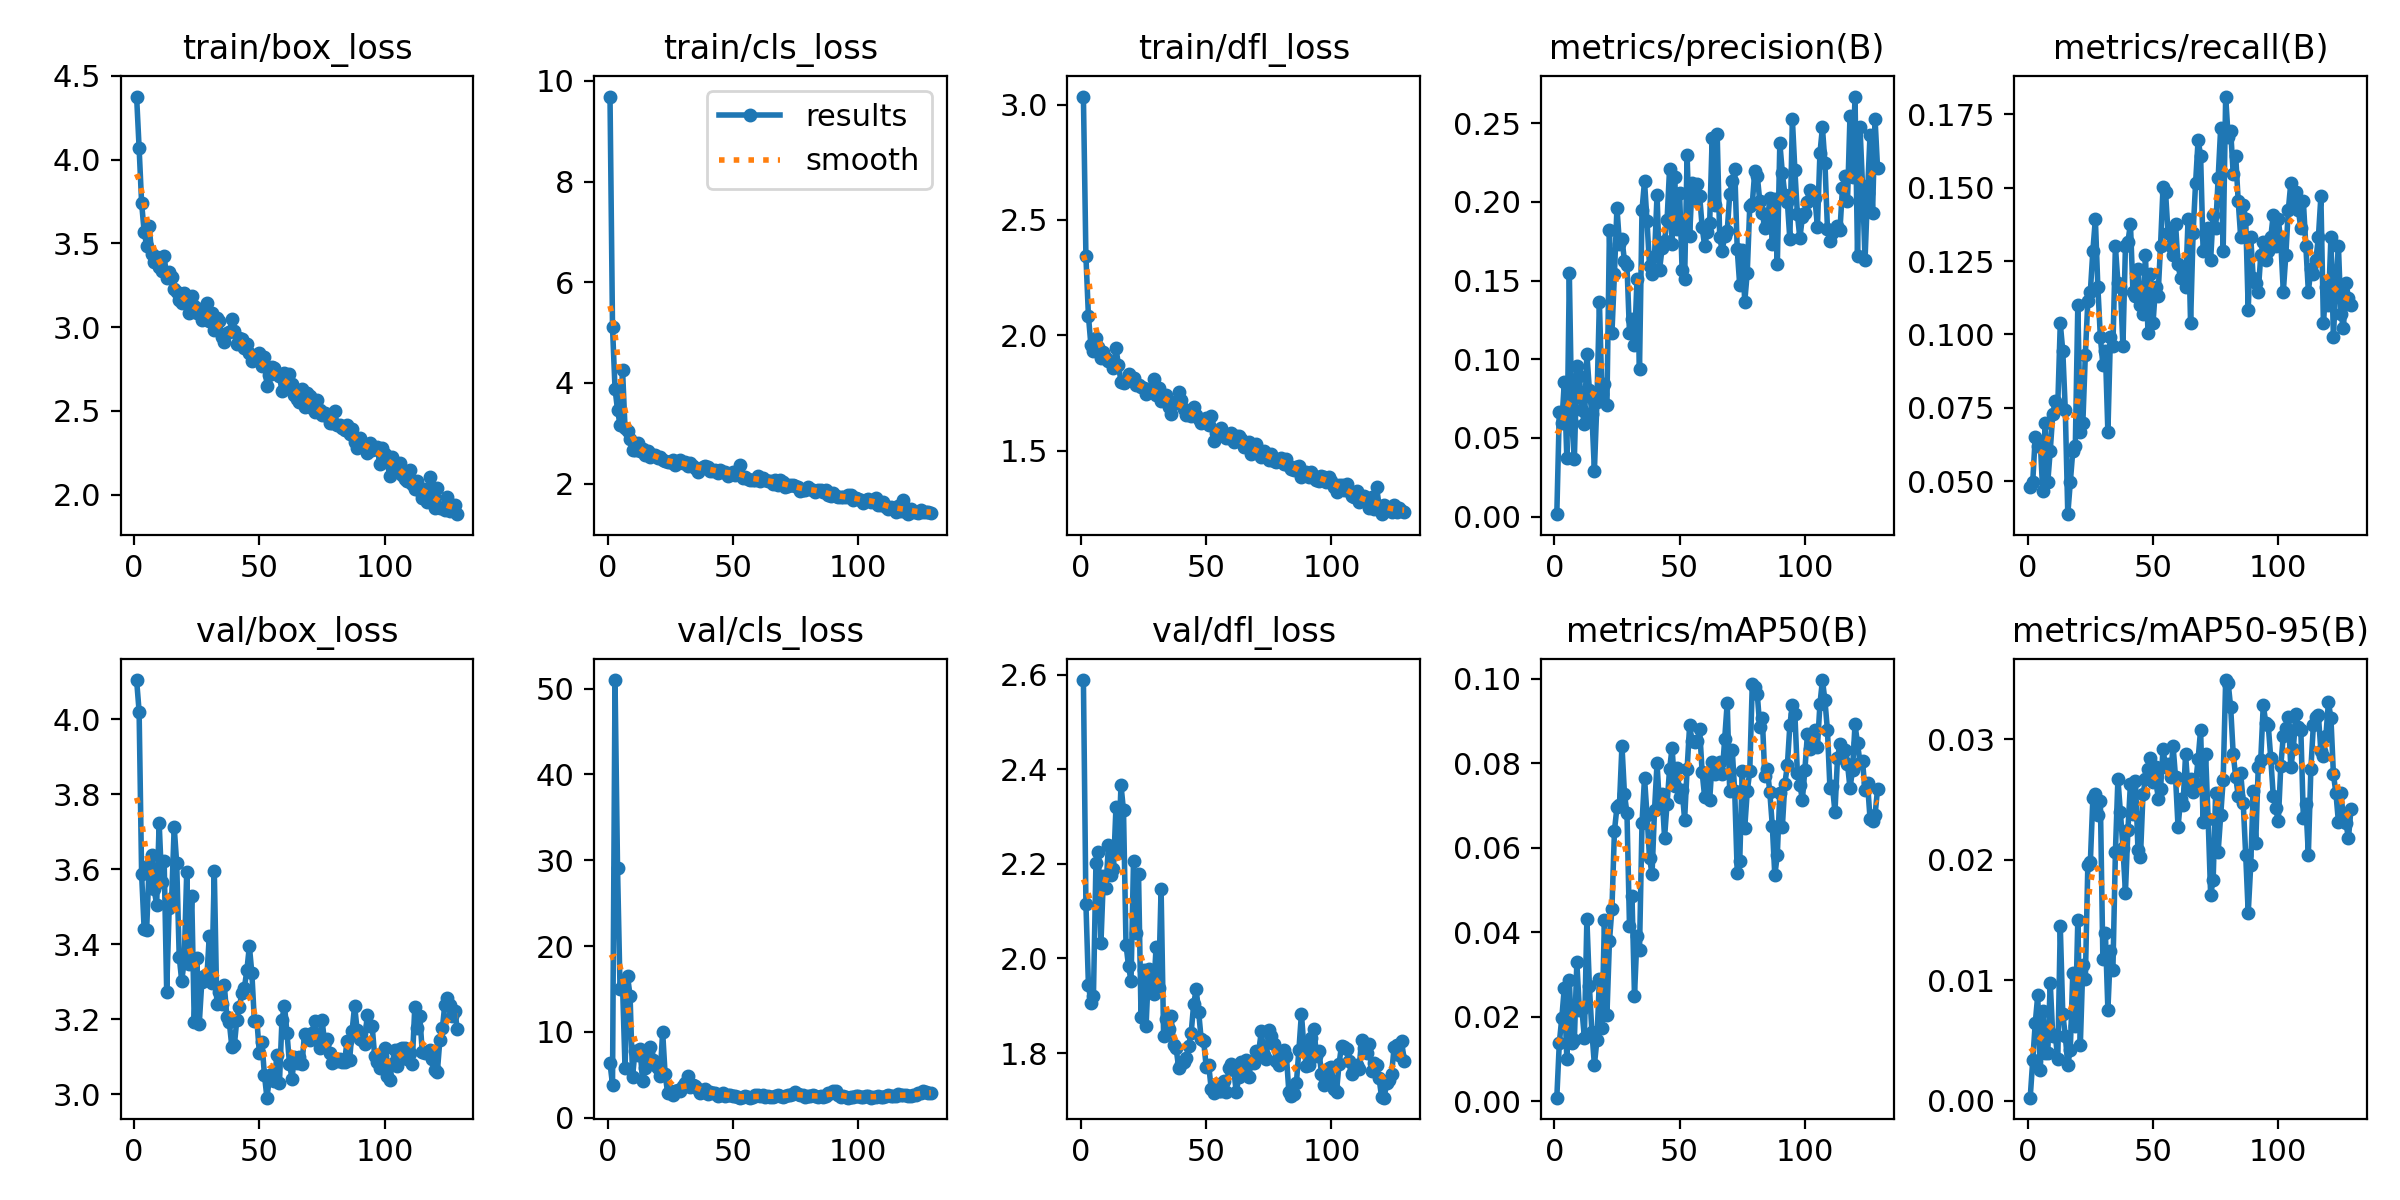 train/box_loss
4.5
4.0
3.5
3.0
2.5
2.0
0 50 100
train/cls_loss
results
smooth
10
8
6
4
2
0 50 100
train/dfl_loss
3.0
2.5
2.0
1.5
0 50 100
metrics/precision(B)
0.25
0.20
0.15
0.10
0.05
0.00
0 50 100
metrics/recall(B)
0.175
0.150
0.125
0.100
0.075
0.050
0 50 100
val/box_loss
4.0
3.8
3.6
3.4
3.2
3.0
0 50 100
val/cls_loss
50
40
30
20
10
0
0 50 100
val/dfl_loss
2.6
2.4
2.2
2.0
1.8
0 50 100
metrics/mAP50(B)
0.10
0.08
0.06
0.04
0.02
0.00
0 50 100
metrics/mAP50-95(B)
0.03
0.02
0.01
0.00
0 50 100